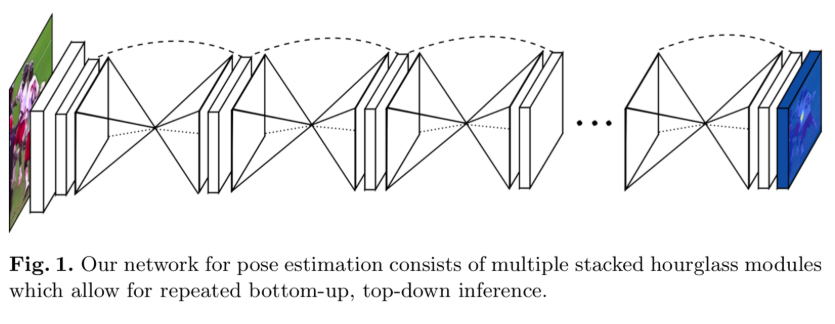 Fig. 1. Our network for pose estimation consists of multiple stacked hourglass modules
which allow for repeated bottom-up, top-down inference.